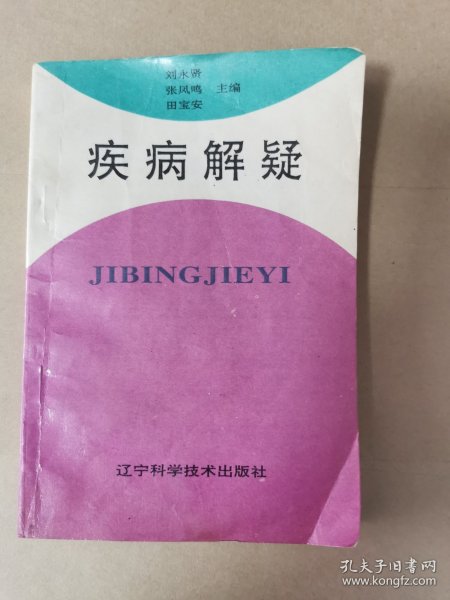 刘永贤
张凤鸣 主编
田宝安
疾病解疑
JIBINGJIEYI
辽宁科学技术出版社
孔夫子旧书网
www.kongfz.com